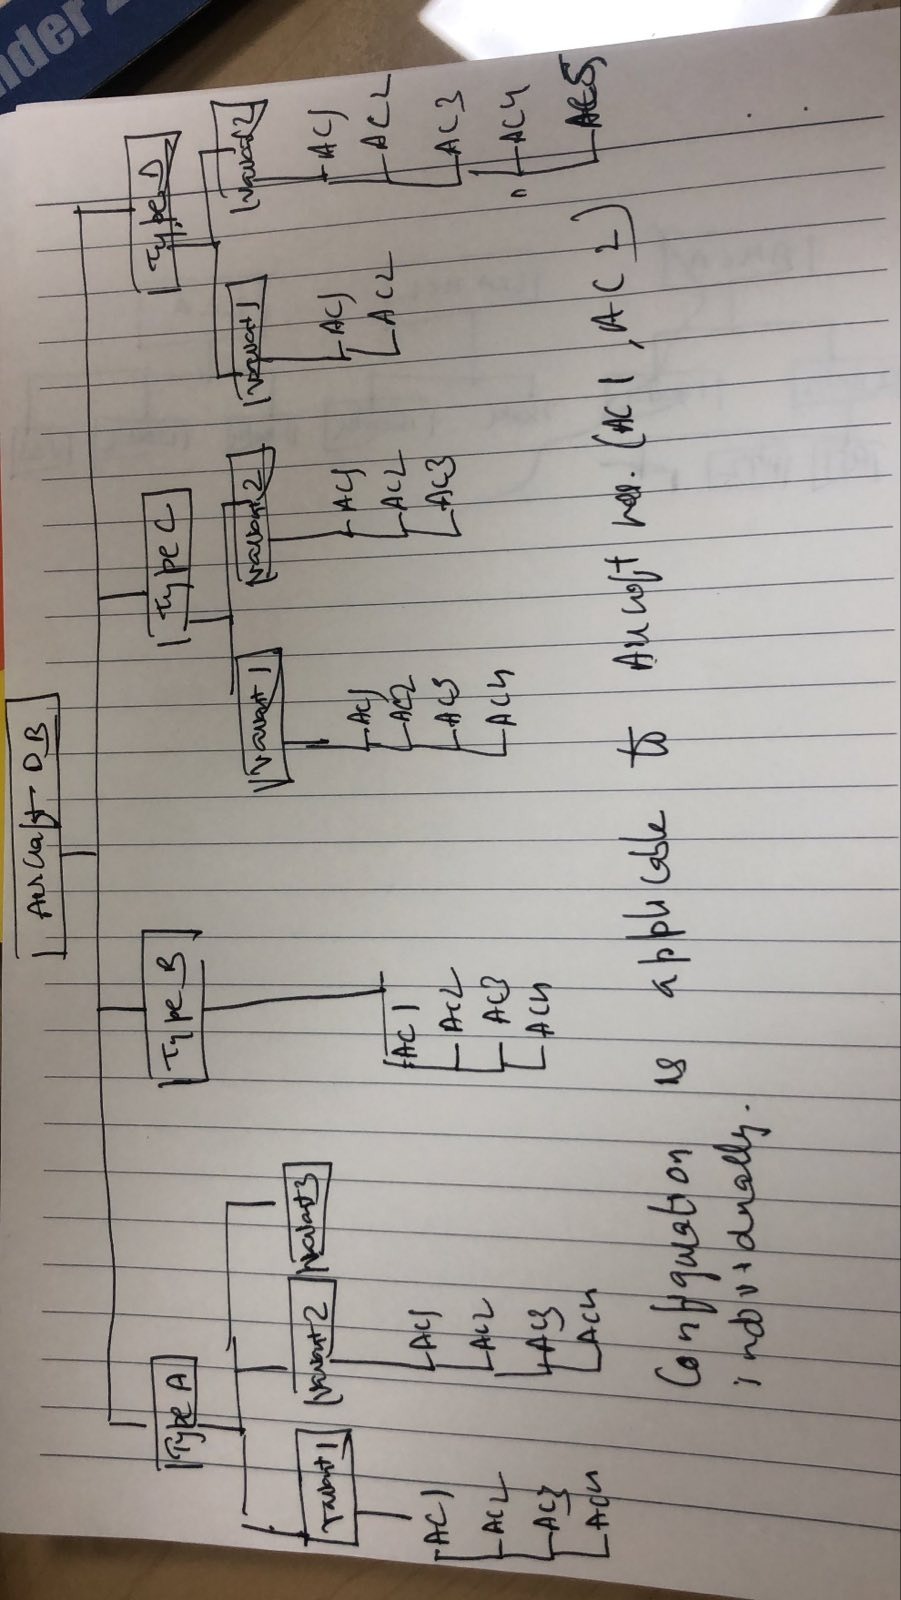 Aircraft DB
nder
Type A
Type B
Type C
Type D
Variant 1
Variant 2
Variant 3
Variant 1
Variant 2
Variant 1
Variant 2
AC1
AC2
AC3
AC4
AC1
AC2
AC3
AC4
AC1
AC2
AC3
AC4
AC1
AC2
AC3
AC4
AC1
AC2
AC3
AC1
AC2
AC1
AC2
AC3
AC4
AC5
Configuration is applicable to Aircraft nos. (AC1, AC2)
individually.